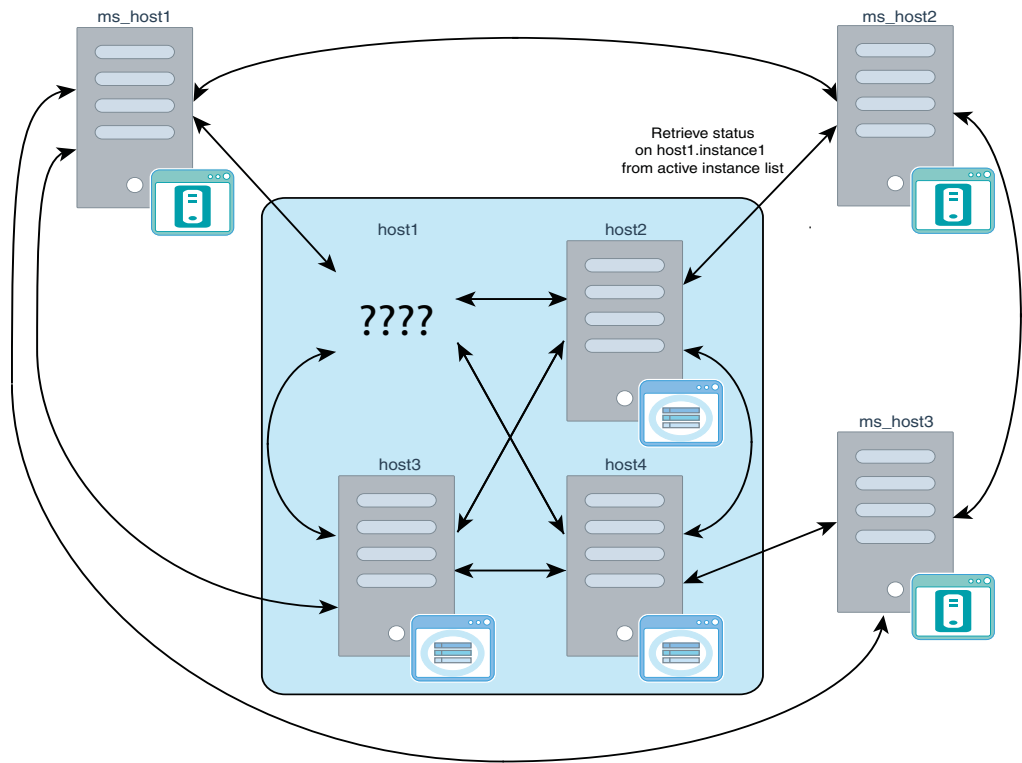 ms_host1
ms_host2
Retrieve status
on host1.instance1
from active instance list
host1
host2
????
ms_host3
host3
host4